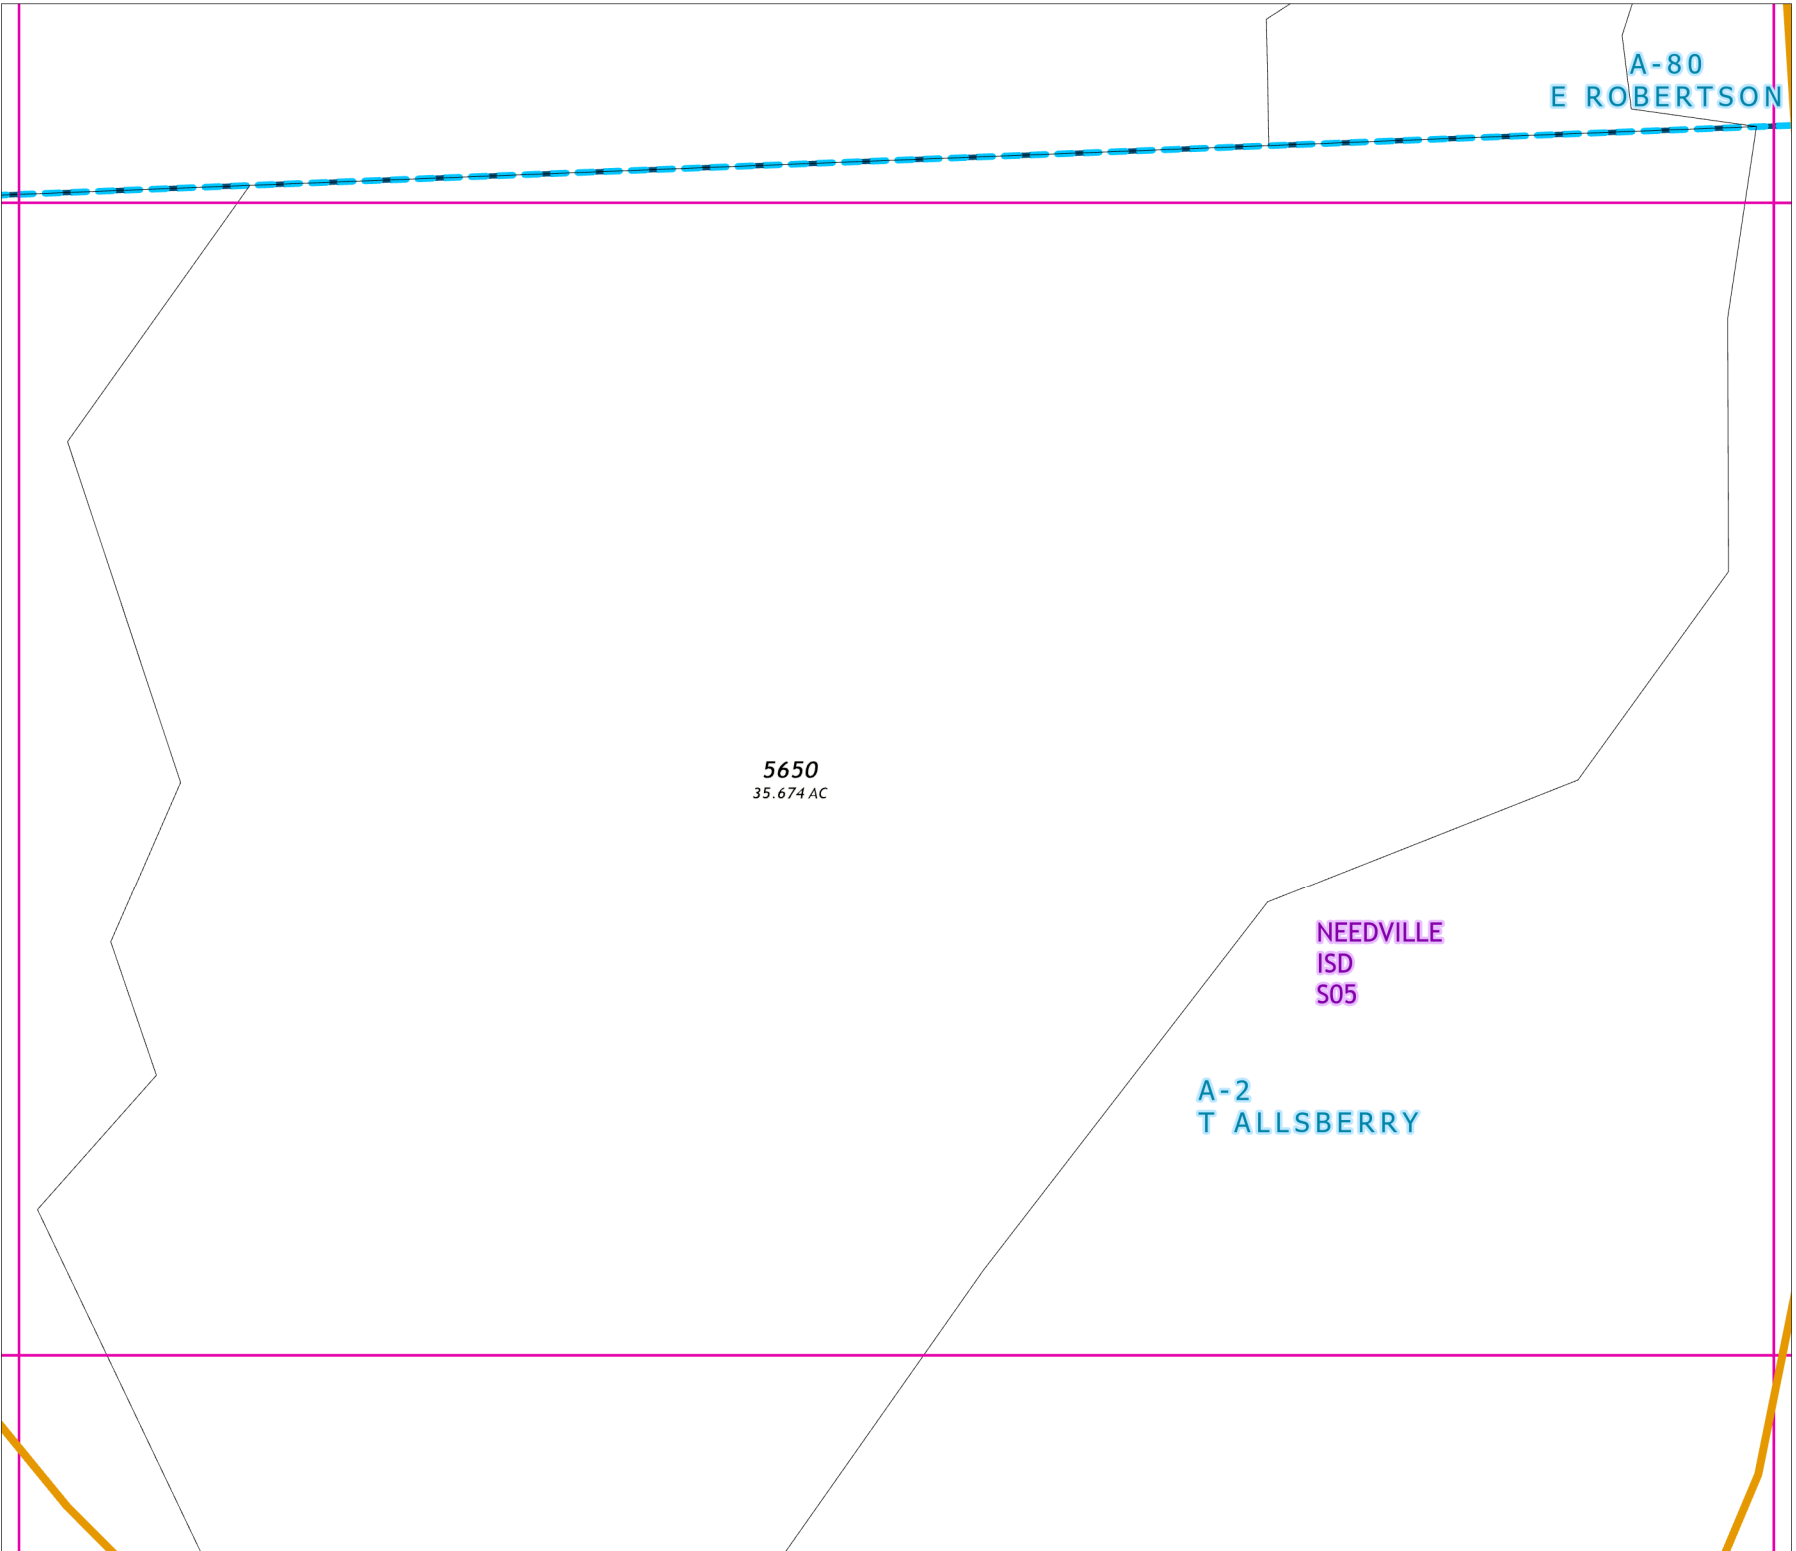 A-80
E ROBERTSON
5650
35.674 AC
NEEDVILLE
ISD
S05
A-2
T ALLSBERRY